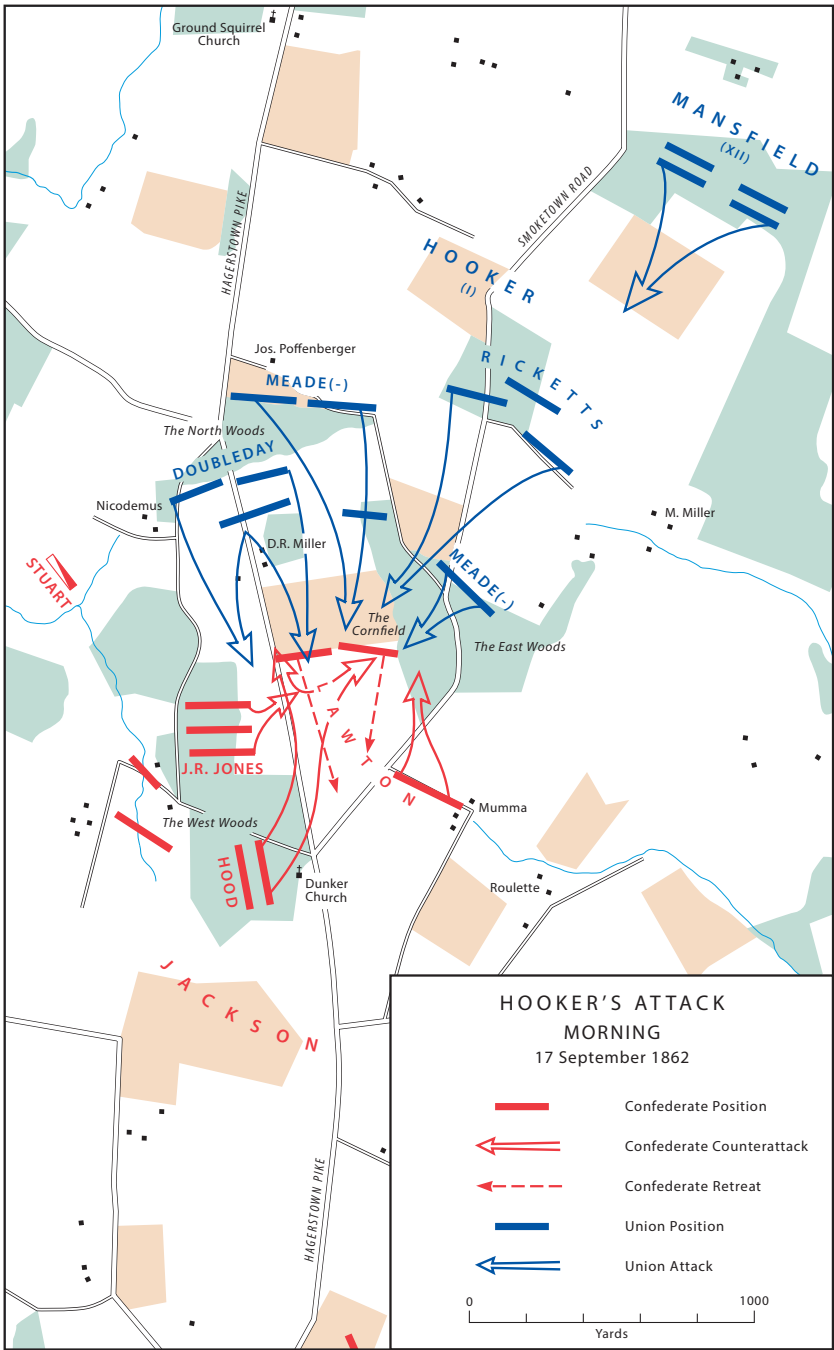 Ground Squirrel
Church
MANSFIELD
(XII)
SMOKETOWN ROAD
HAGERSTOWN PIKE
HOOKER
(I)
Jos. Poffenberger
RICKETTS
MEADE(-)
The North Woods
DOUBLEDAY
Nicodemus
M. Miller
D.R. Miller
STUART
MEADE(-)
The
Cornfield
The East Woods
LAWTON
J.R. JONES
Mumma
The West Woods
HOOD
Dunker
Church
Roulette
JACKSON
HAGERSTOWN PIKE
HOOKER'S ATTACK
MORNING
17 September 1862
Confederate Position
Confederate Counterattack
Confederate Retreat
Union Position
Union Attack
0 1000
Yards